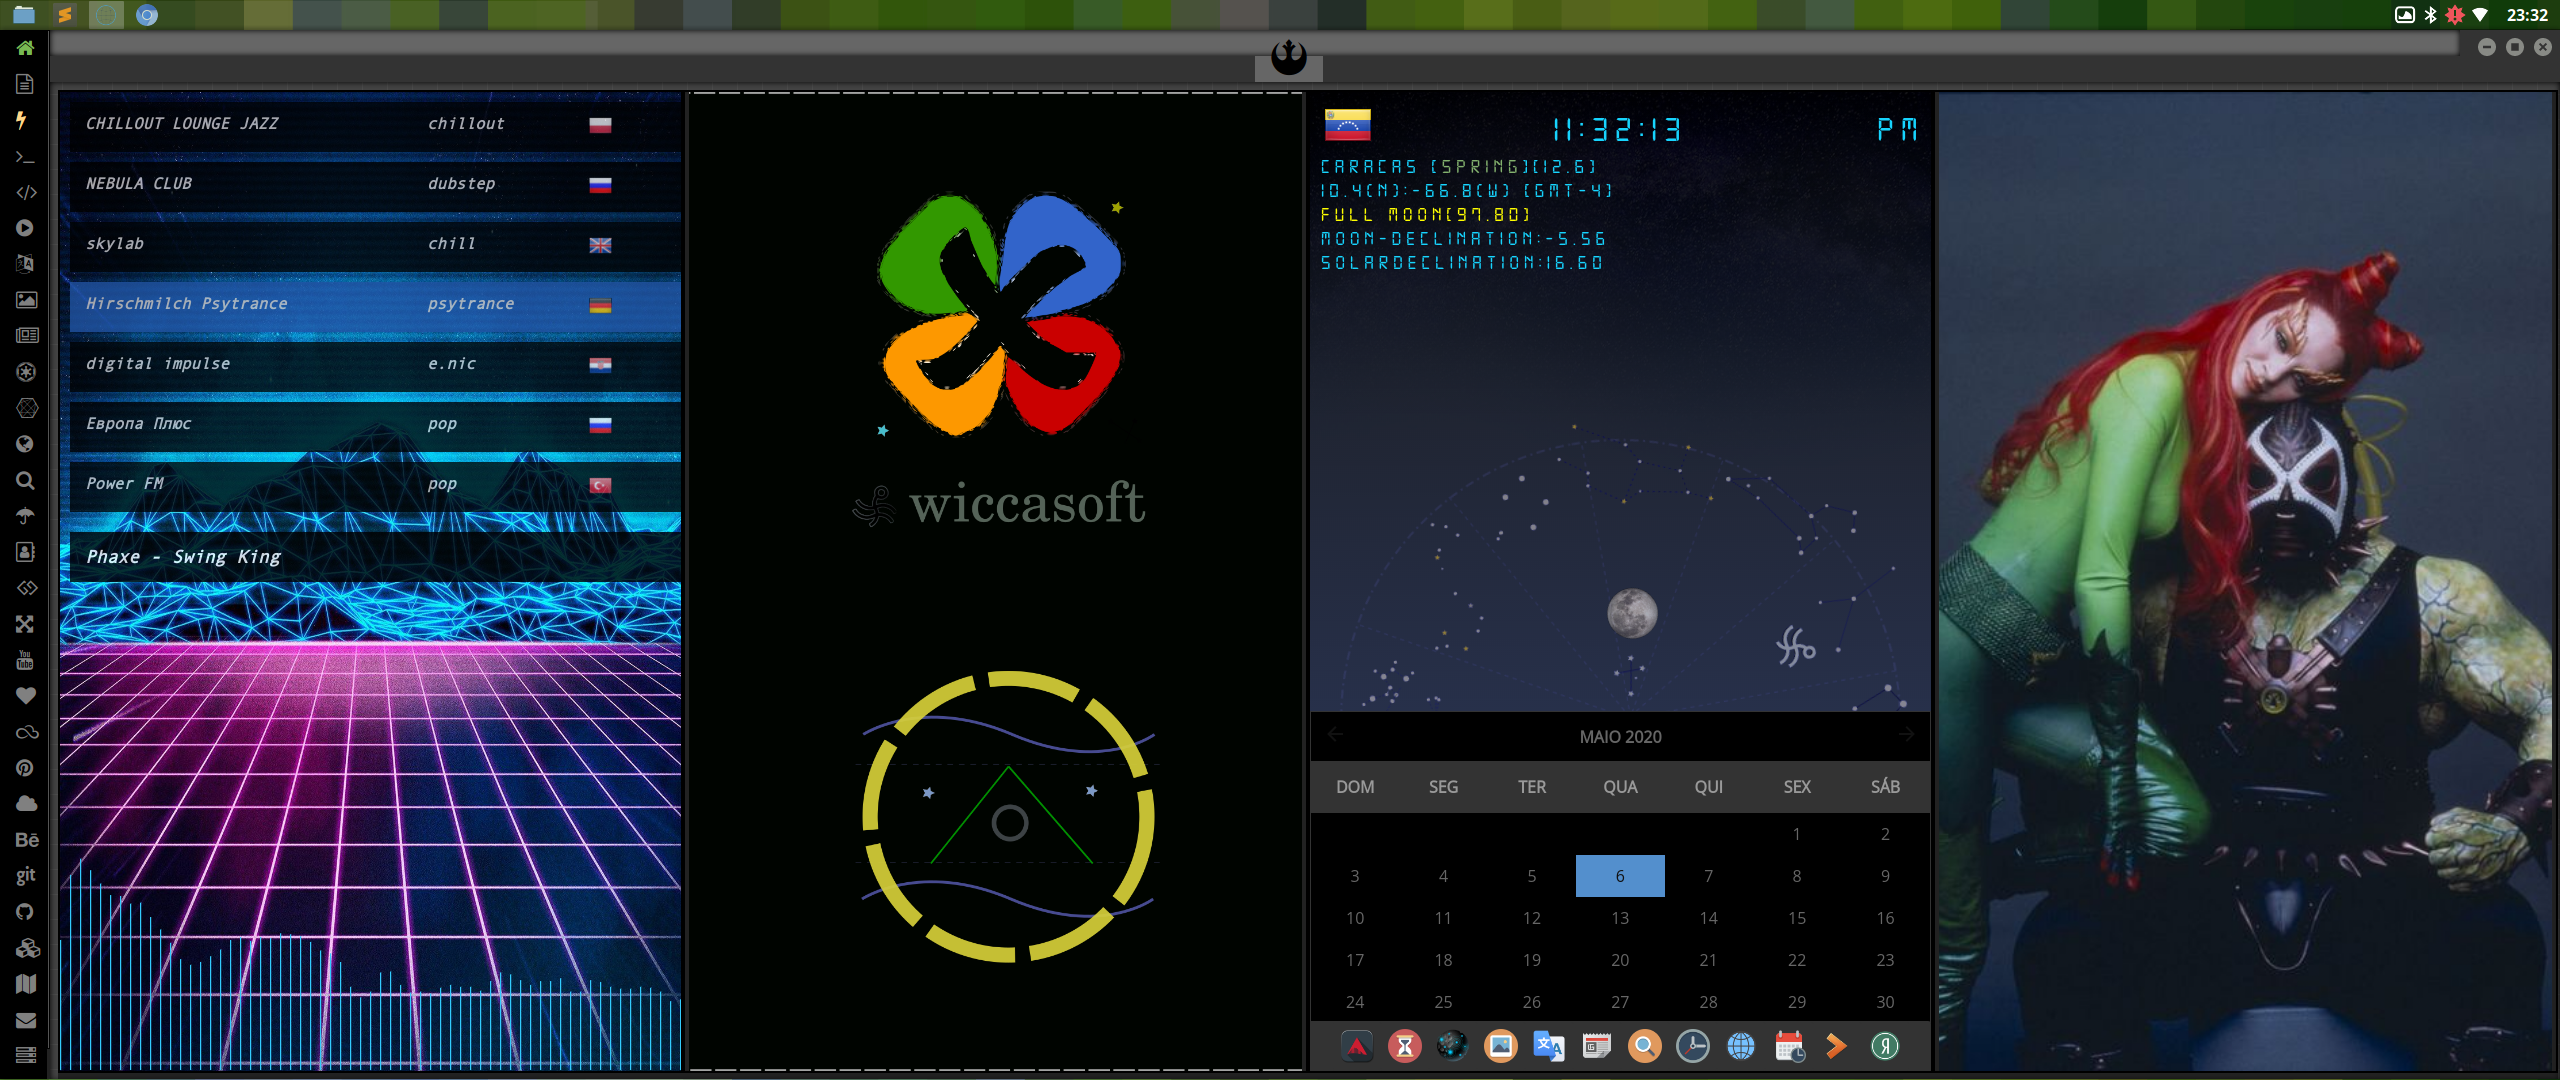 23:32
CHILLOUT LOUNGE JAZZ chillout
NEBULA CLUB dubstep
skylab chill
Hirschmilch Psytrance psytrance
digital impulse e.nic
Европа Плюс pop
Power FM pop
Phaxe - Swing King
wiccasoft
11:32:13 PM
CARACAS [SPRING][12.6]
10.4(N):-66.8(W) [GMT-4]
FULL MOON[97.80]
MOON-DECLINATION:-5.56
SOLARDECLINATION:16.60
MAIO 2020
DOM SEG TER QUA QUI SEX SÁB
1 2
3 4 5 6 7 8 9
10 11 12 13 14 15 16
17 18 19 20 21 22 23
24 25 26 27 28 29 30
You Tube
Bē
git